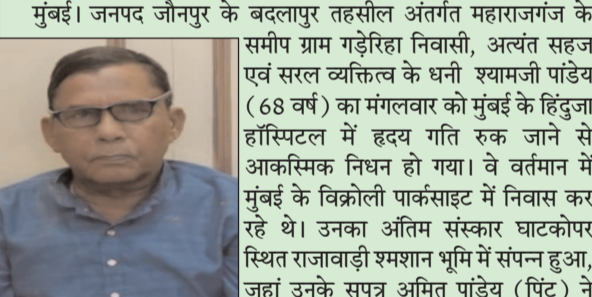 मुंबई। जनपद जौनपुर के बदलापुर तहसील अंतर्गत महाराजगंज के
समीप ग्राम गड़ेरिहा निवासी, अत्यंत सहज
एवं सरल व्यक्तित्व के धनी श्यामजी पांडेय
(68 वर्ष) का मंगलवार को मुंबई के हिंदुजा
हॉस्पिटल में हृदय गति रुक जाने से
आकस्मिक निधन हो गया। वे वर्तमान में
मुंबई के विक्रोली पार्कसाइट में निवास कर
रहे थे। उनका अंतिम संस्कार घाटकोपर
स्थित राजावाड़ी श्मशान भूमि में संपन्न हुआ,
जहां उनके सुपुत्र अमित पांडेय (पिंटू) ने